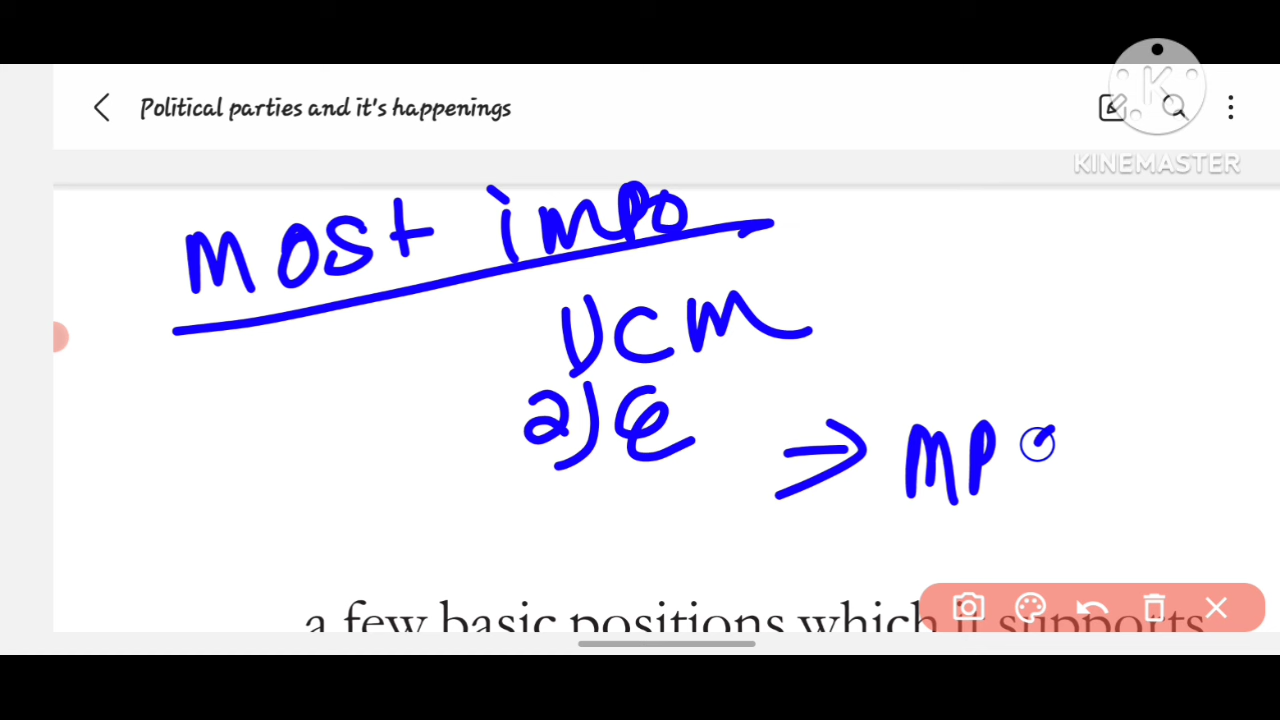 Political parties and it's happenings
KINEMASTER
most impo
1) CM
2) E
→ MP
a few basic positions which it supports